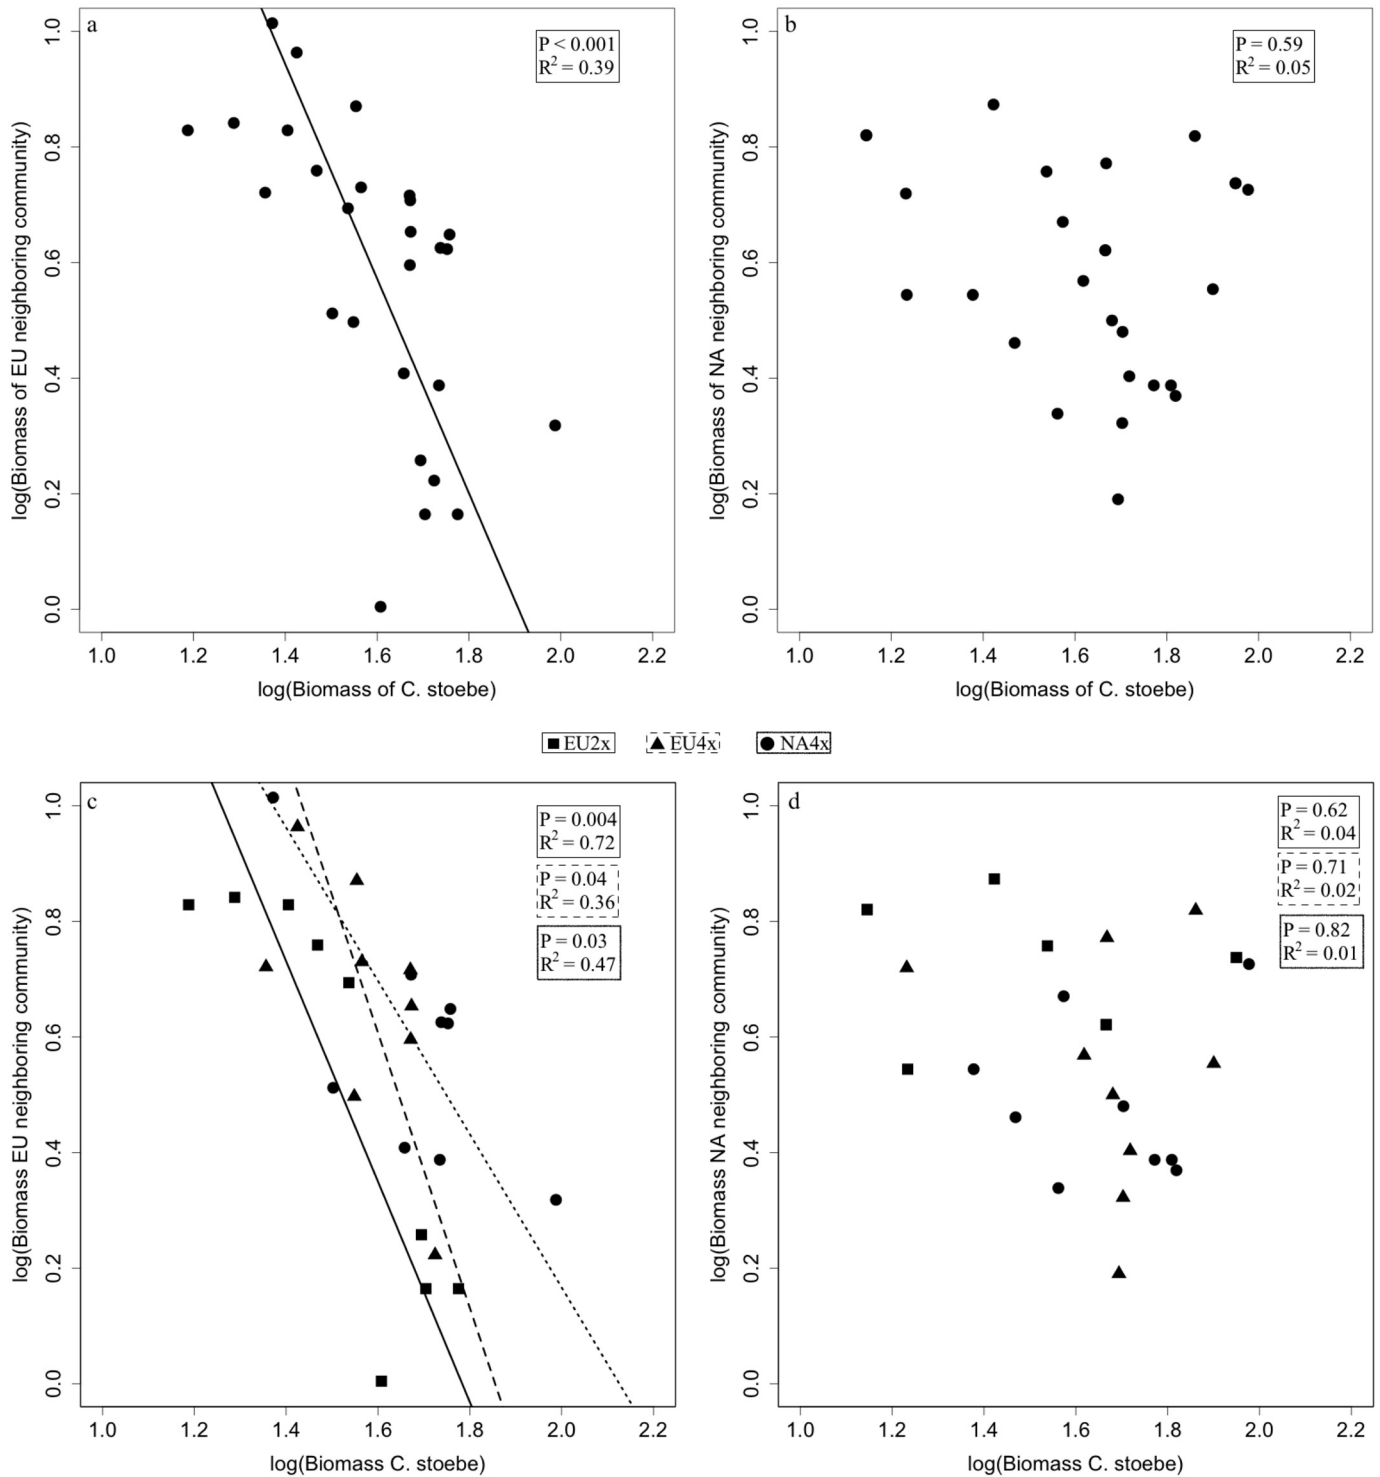 a
P < 0.001
R2 = 0.39
1.0
0.8
0.6
0.4
0.2
0.0
log(Biomass of EU neighboring community)
1.0 1.2 1.4 1.6 1.8 2.0 2.2
log(Biomass of C. stoebe)
b
P = 0.59
R2 = 0.05
1.0
0.8
0.6
0.4
0.2
0.0
log(Biomass of NA neighboring community)
1.0 1.2 1.4 1.6 1.8 2.0 2.2
log(Biomass of C. stoebe)
EU2x EU4x NA4x
c
P = 0.004
R2 = 0.72
P = 0.04
R2 = 0.36
P = 0.03
R2 = 0.47
1.0
0.8
0.6
0.4
0.2
0.0
log(Biomass EU neighboring community)
1.0 1.2 1.4 1.6 1.8 2.0 2.2
log(Biomass C. stoebe)
d
P = 0.62
R2 = 0.04
P = 0.71
R2 = 0.02
P = 0.82
R2 = 0.01
1.0
0.8
0.6
0.4
0.2
0.0
log(Biomass NA neighboring community)
1.0 1.2 1.4 1.6 1.8 2.0 2.2
log(Biomass C. stoebe)